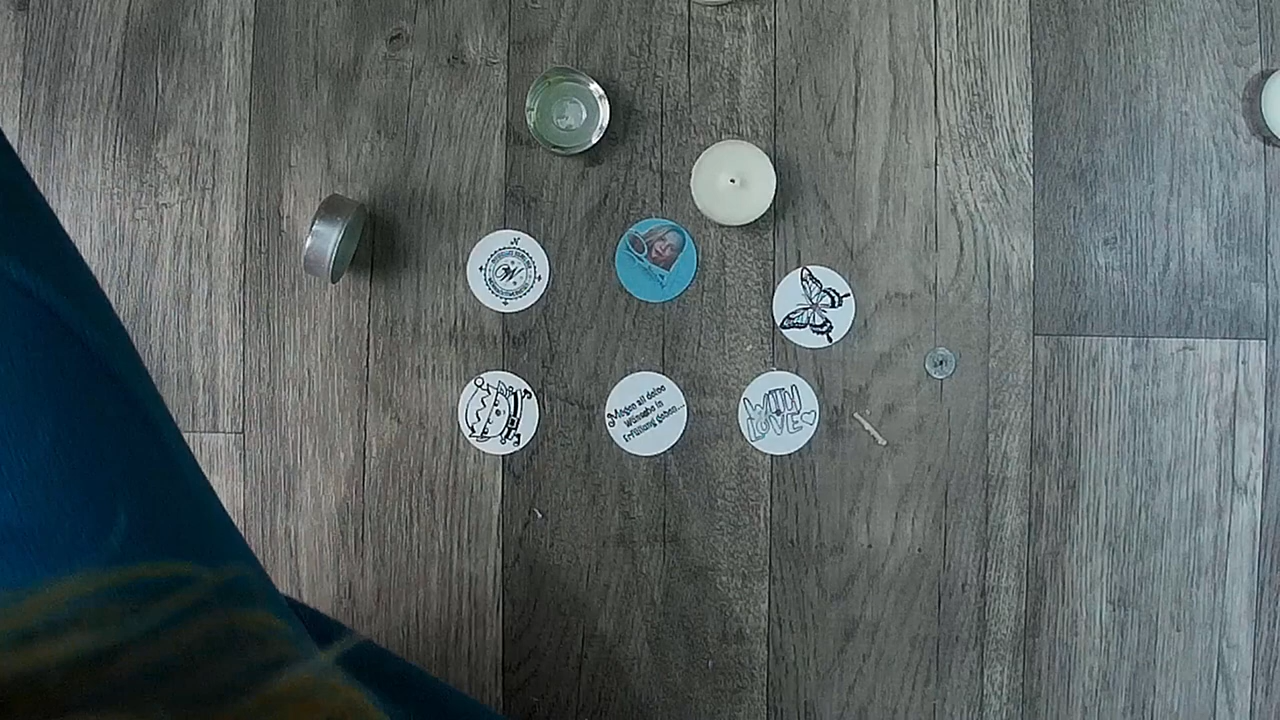 N
W
Mögen all deine
Wünsche in
Erfüllung gehen...
WITH
LOVE